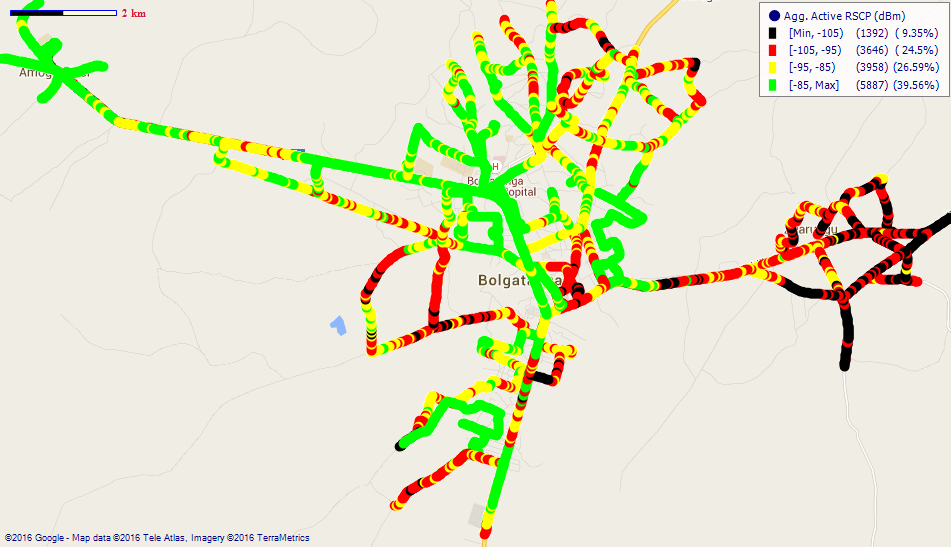 2 km
Agg. Active RSCP (dBm)
[Min, -105) (1392) ( 9.35%)
[-105, -95) (3646) ( 24.5%)
[-95, -85) (3958) (26.59%)
[-85, Max] (5887) (39.56%)
H
Bolgatanga
©2016 Google - Map data ©2016 Tele Atlas, Imagery ©2016 TerraMetrics